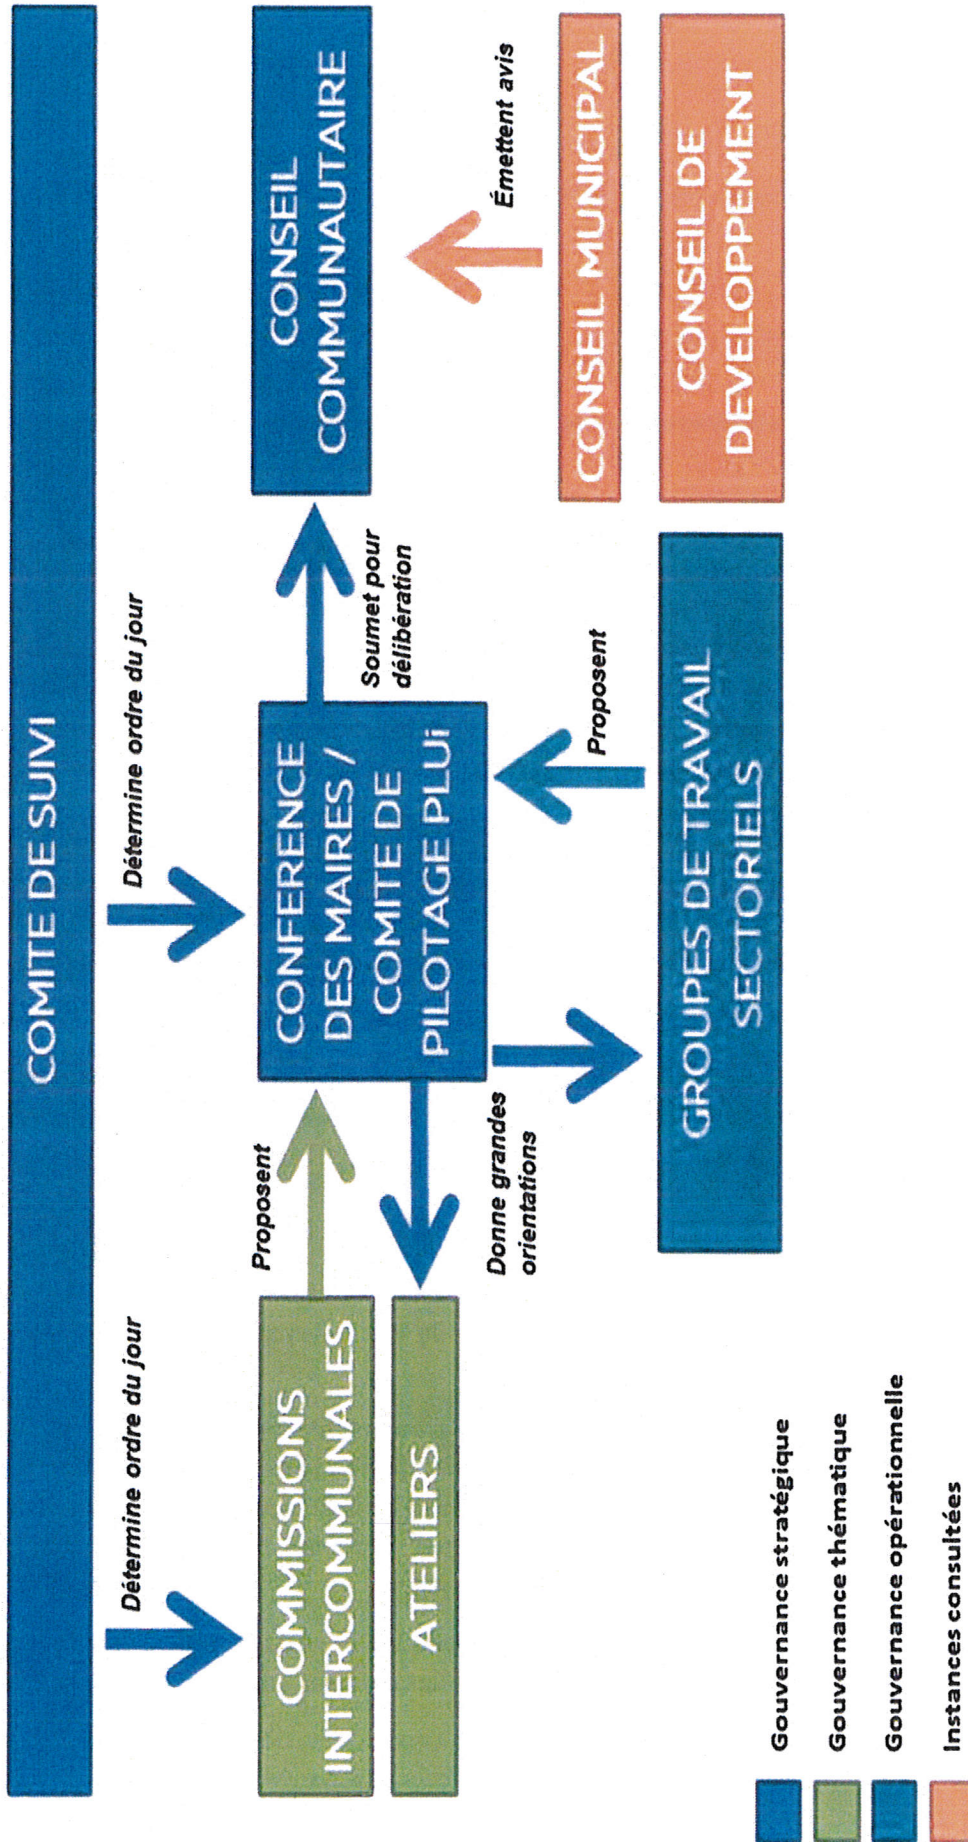 COMITE DE SUIVI
Détermine ordre du jour
Détermine ordre du jour
COMMISSIONS
INTERCOMMUNALES
ATELIERS
Proposent
CONFERENCE
DES MAIRES /
COMITE DE
PILOTAGE PLUi
Soumet pour
délibération
CONSEIL
COMMUNAUTAIRE
Donne grandes
orientations
Proposent
Émettent avis
GROUPES DE TRAVAIL
SECTORIELS
CONSEIL MUNICIPAL
CONSEIL DE
DEVELOPPEMENT
Gouvernance stratégique
Gouvernance thématique
Gouvernance opérationnelle
Instances consultées